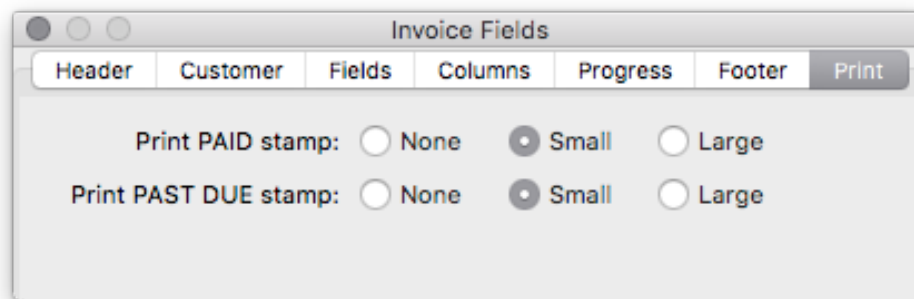 Invoice Fields
Header Customer Fields Columns Progress Footer Print
Print PAID stamp: None Small Large
Print PAST DUE stamp: None Small Large